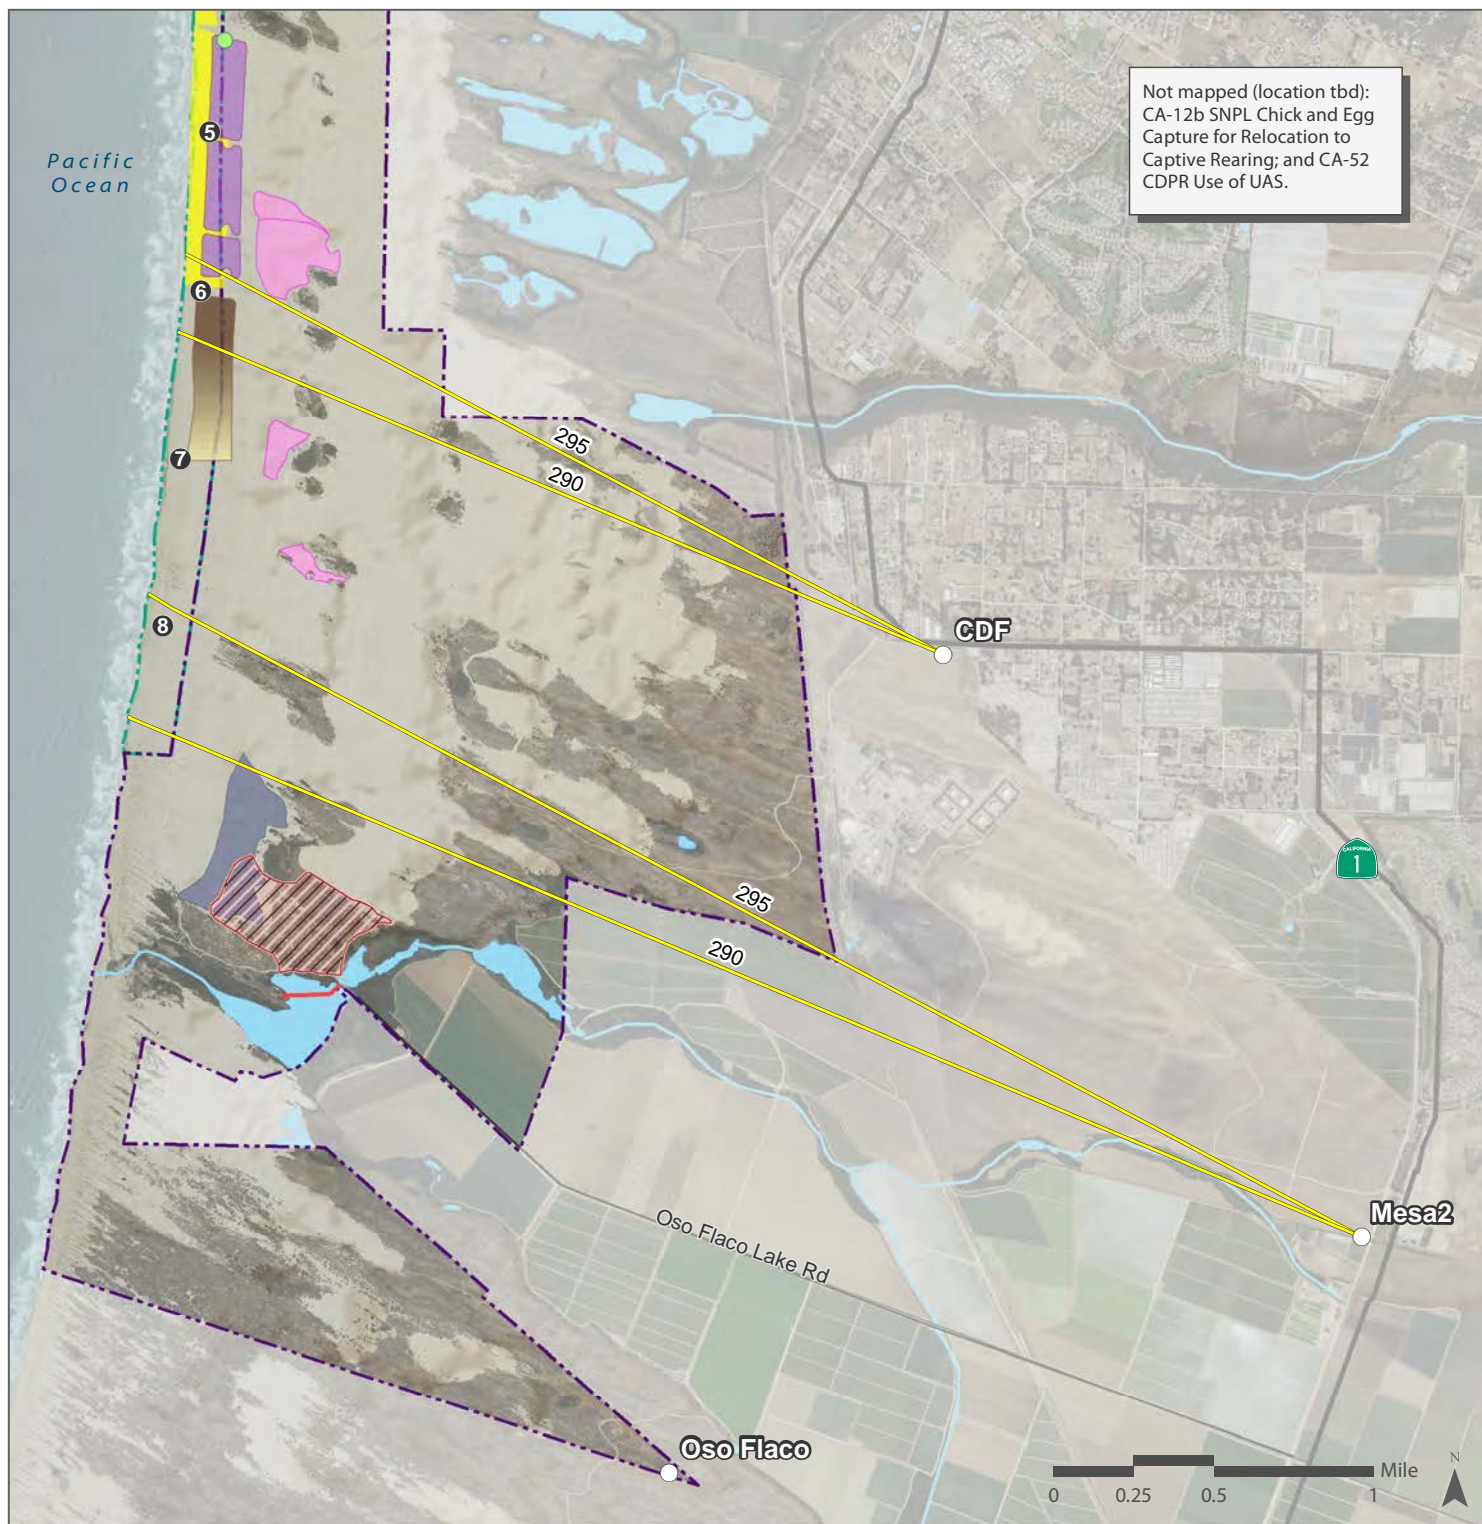 Not mapped (location tbd):
CA-12b SNPL Chick and Egg
Capture for Relocation to
Captive Rearing; and CA-52
CDPR Use of UAS.
5
Pacific
Ocean
6
295
7
290
8
CDF
CALIFORNIA
1
295
290
Mesa2
Oso Flaco Lake Rd
Oso Flaco
N
Mile
0 0.25 0.5 1